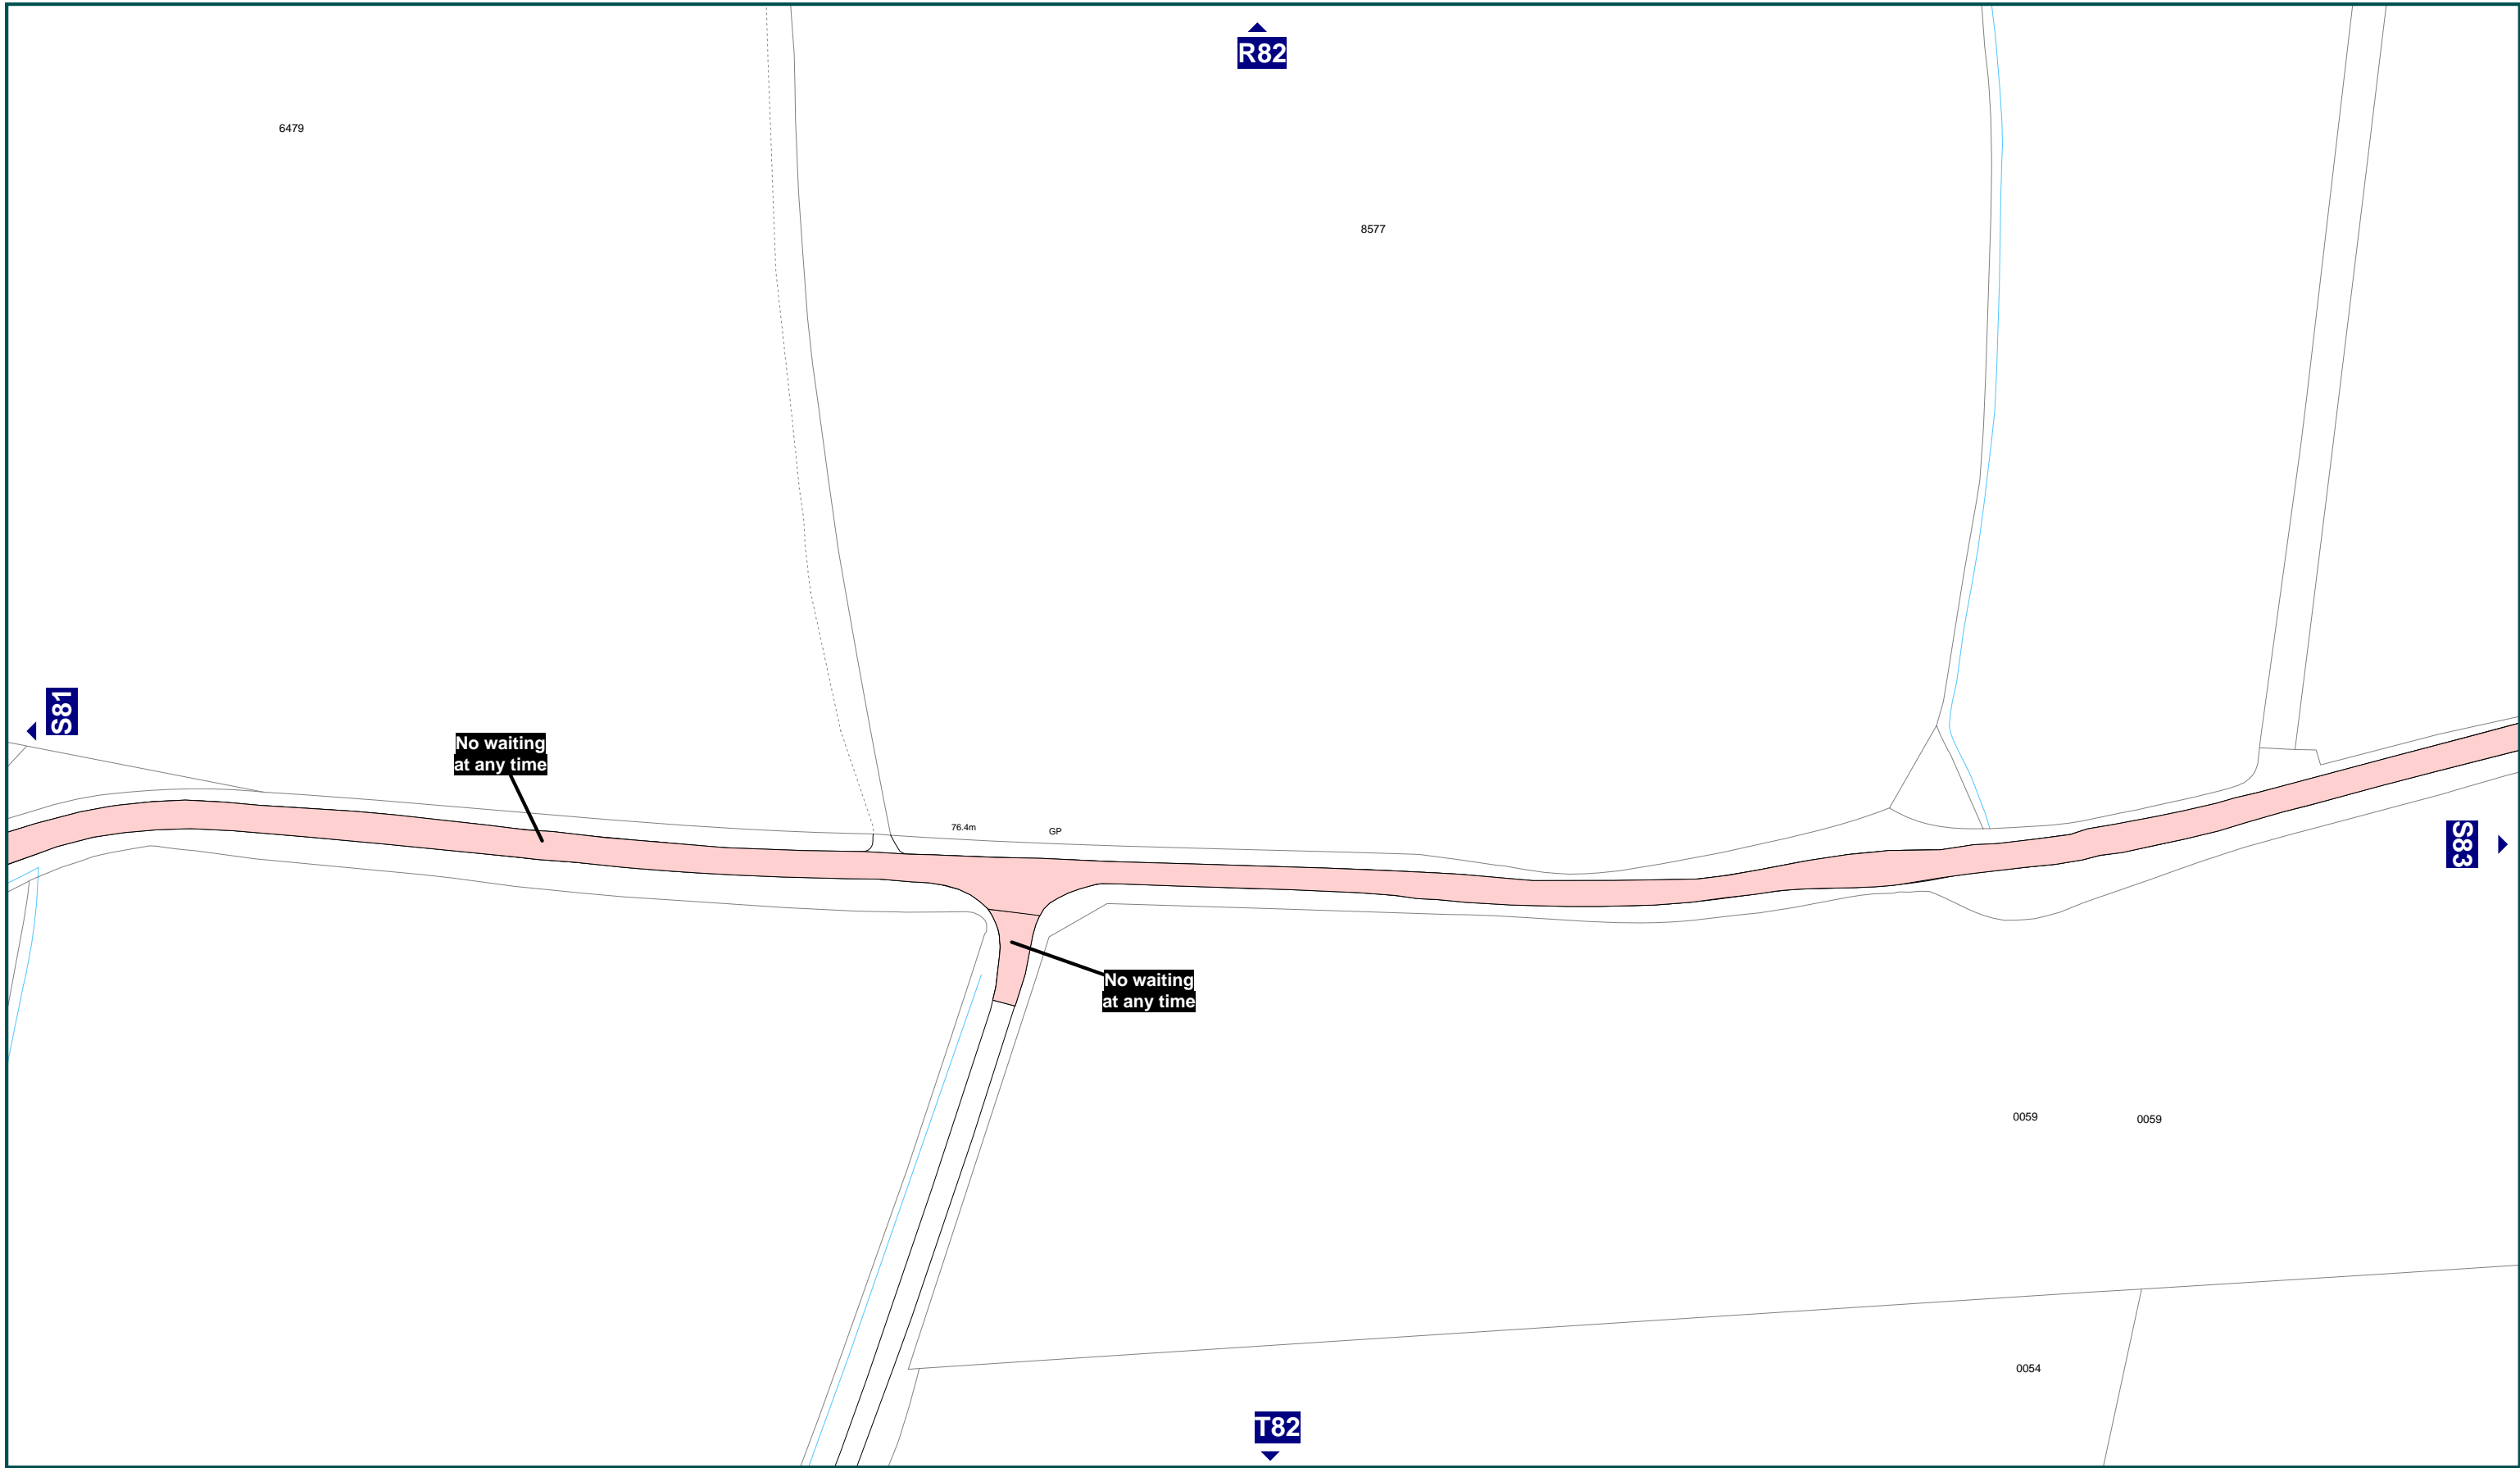 R82
6479
8577
S81
No waiting
at any time
76.4m
GP
S83
No waiting
at any time
0059
0059
0054
T82